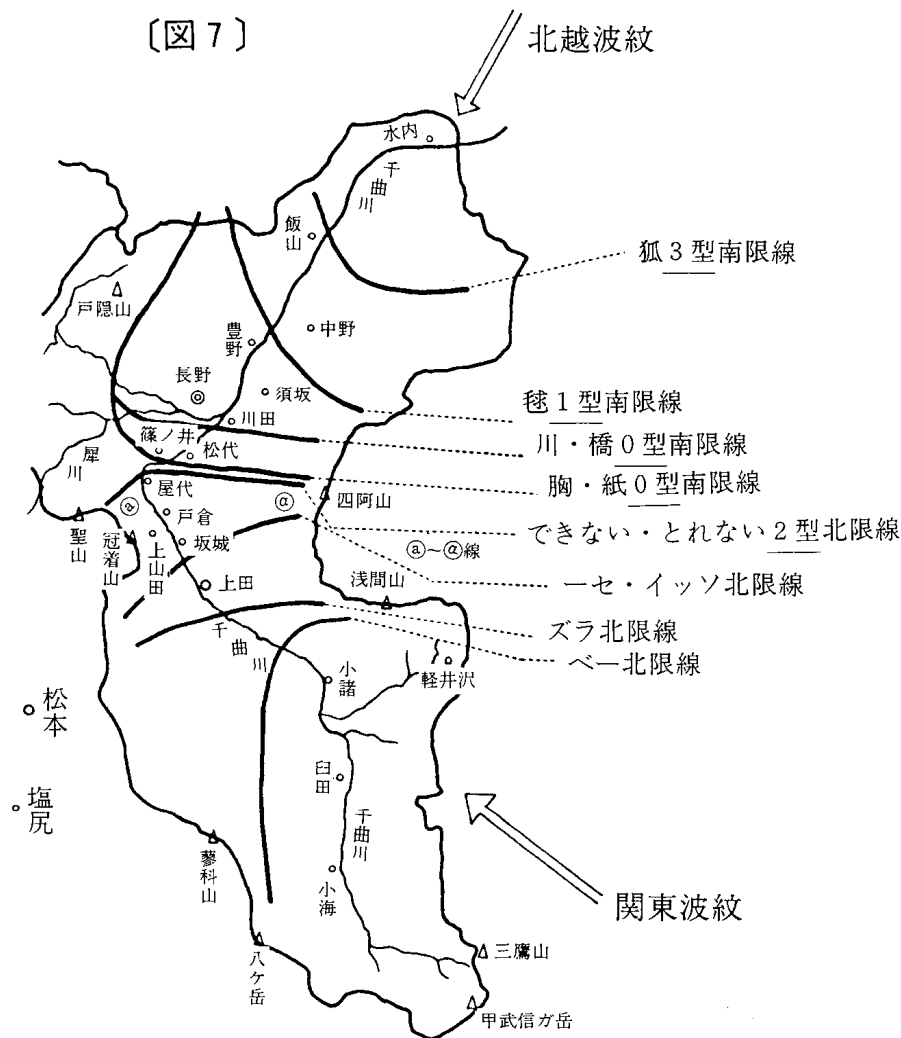 〔図7〕
北越波紋
水内
千曲川
飯山
狐3型南限線
戸隠山
豊野
中野
長野
須坂
毬1型南限線
川田
川・橋0型南限線
篠ノ井
松代
犀川
胸・紙0型南限線
屋代
ⓐ
ⓐ
四阿山
戸倉
できない・とれない2型北限線
聖山
冠着山
上山田
坂城
ⓐ～ⓐ線
上田
浅間山
ーセ・イッソ北限線
ズラ北限線
千曲川
ベー北限線
小諸
軽井沢
松本
臼田
塩尻
千曲川
蓼科山
小海
関東波紋
三鷹山
八ケ岳
甲武信ガ岳